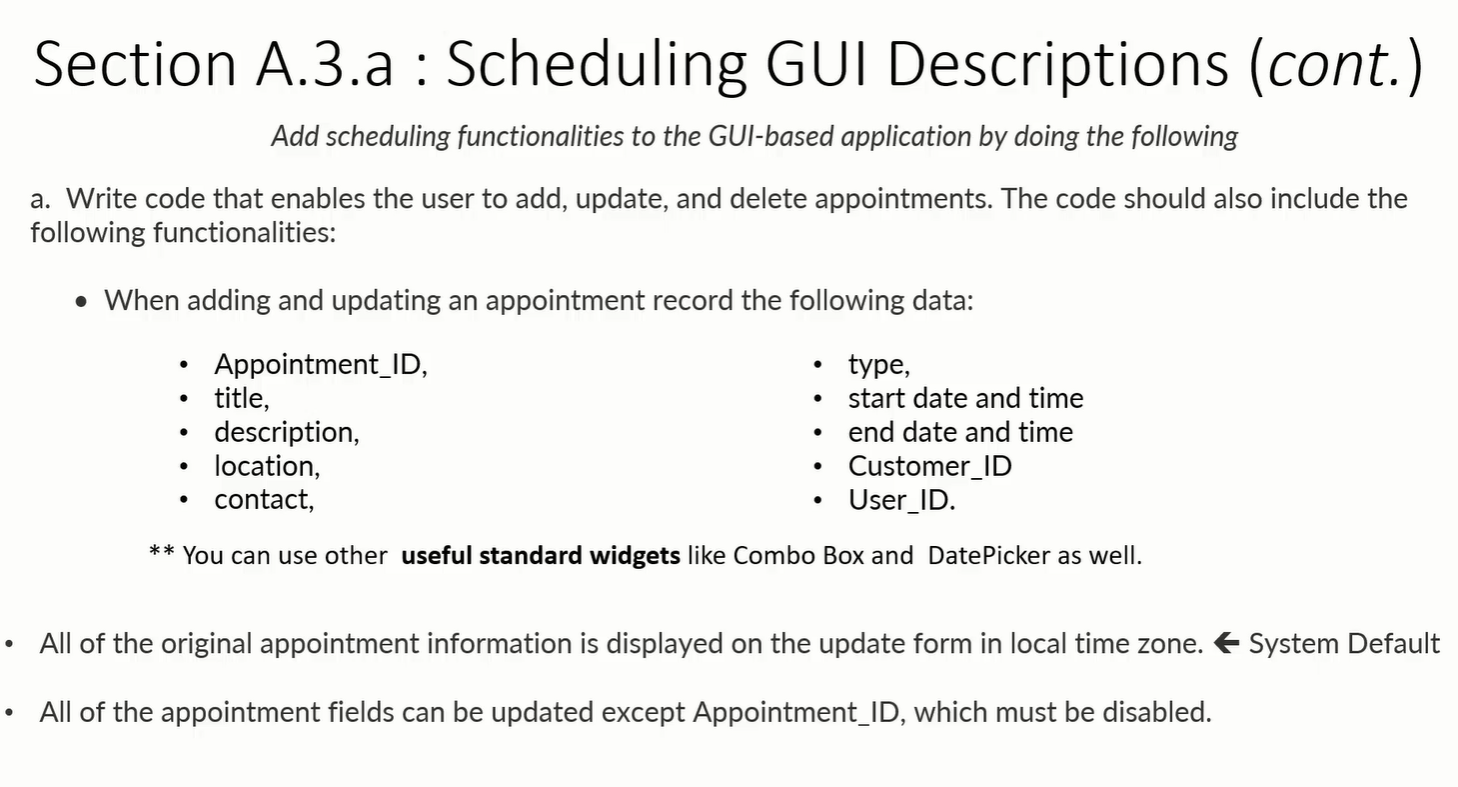 Section A.3.a : Scheduling GUI Descriptions (cont.)
Add scheduling functionalities to the GUI-based application by doing the following
a. Write code that enables the user to add, update, and delete appointments. The code should also include the
following functionalities:
• When adding and updating an appointment record the following data:
• Appointment_ID,
• title,
• description,
• location,
• contact,
• type,
• start date and time
• end date and time
• Customer_ID
• User_ID.
** You can use other useful standard widgets like Combo Box and DatePicker as well.
• All of the original appointment information is displayed on the update form in local time zone. 🡸 System Default
• All of the appointment fields can be updated except Appointment_ID, which must be disabled.